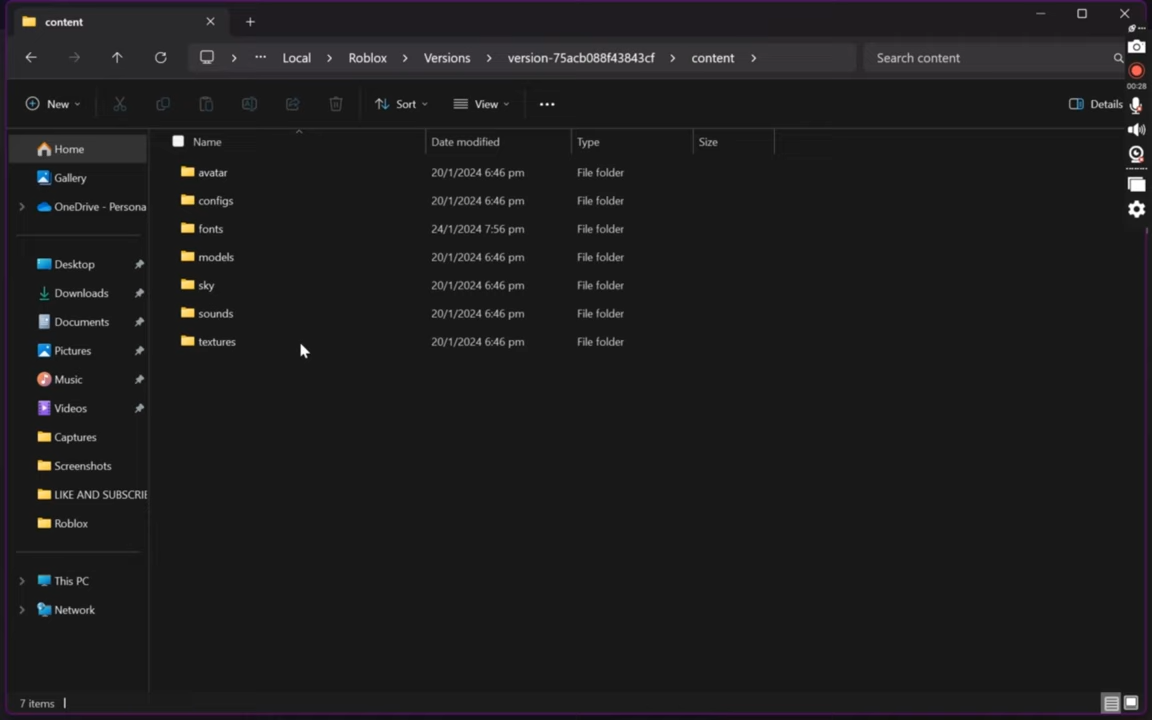 content
Local > Roblox > Versions > version-75acb088f43843cf > content >
Search content
New
Sort
View
Details
00:28
Name
Date modified
Type
Size
Home
Gallery
OneDrive - Persona
Desktop
Downloads
Documents
Pictures
Music
Videos
Captures
Screenshots
LIKE AND SUBSCRIE
Roblox
This PC
Network
avatar 20/1/2024 6:46 pm File folder
configs 20/1/2024 6:46 pm File folder
fonts 24/1/2024 7:56 pm File folder
models 20/1/2024 6:46 pm File folder
sky 20/1/2024 6:46 pm File folder
sounds 20/1/2024 6:46 pm File folder
textures 20/1/2024 6:46 pm File folder
7 items